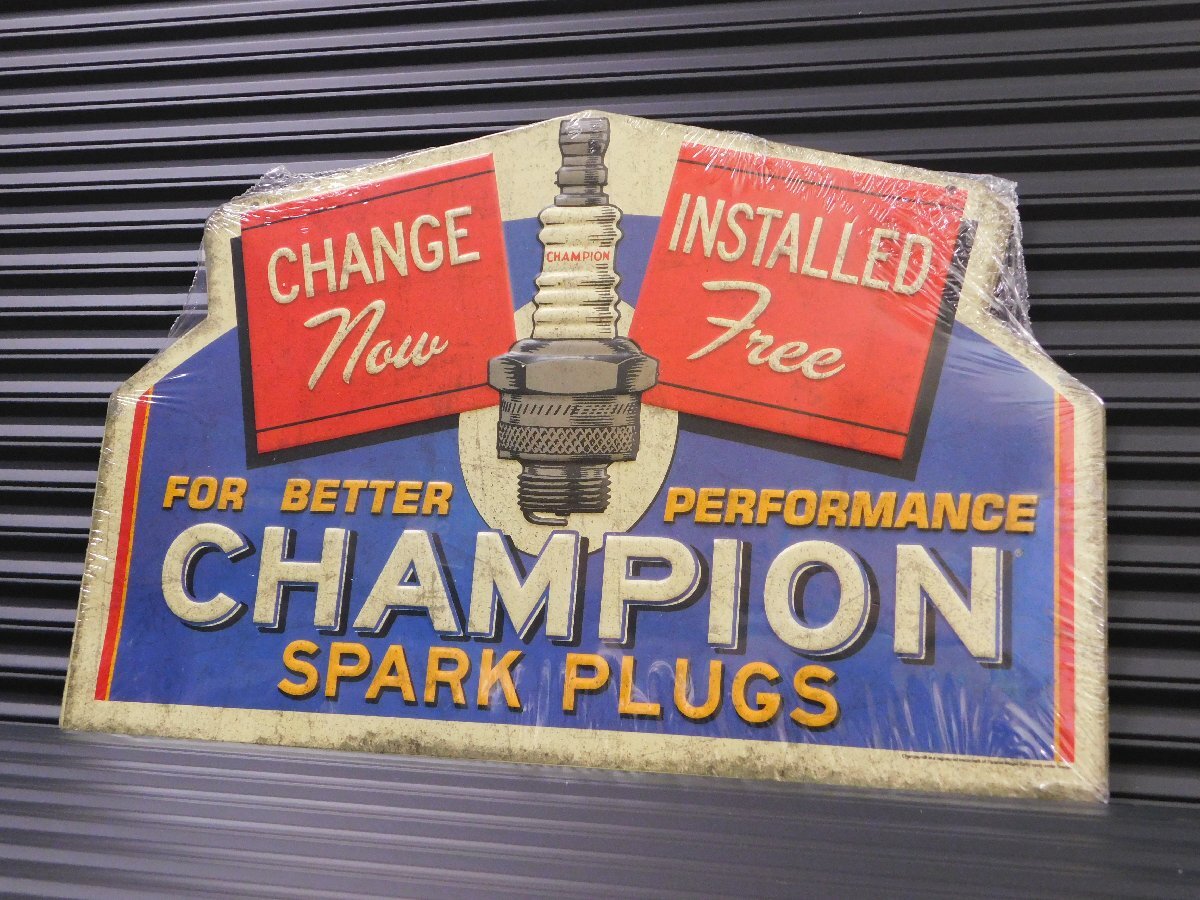 CHANGE
Now
INSTALLED
Free
CHAMPION
FOR BETTER PERFORMANCE
CHAMPION®
SPARK PLUGS